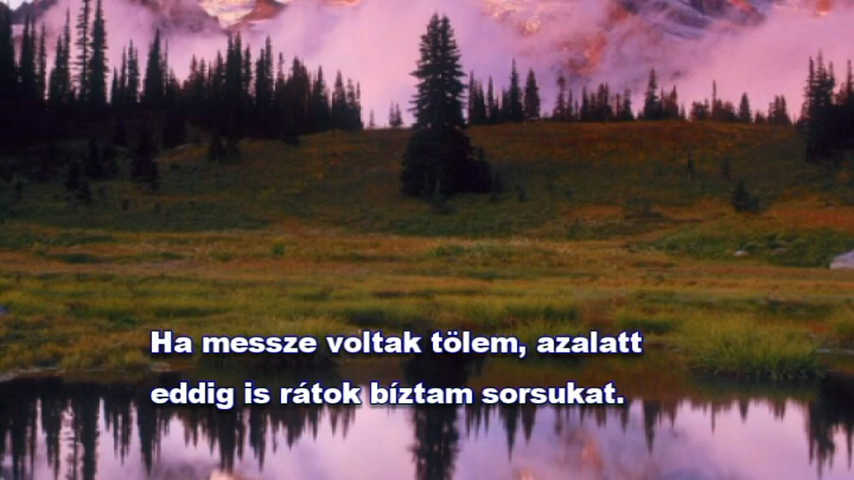 Ha messze voltak tölem, azalatt
eddig is rátok bíztam sorsukat.